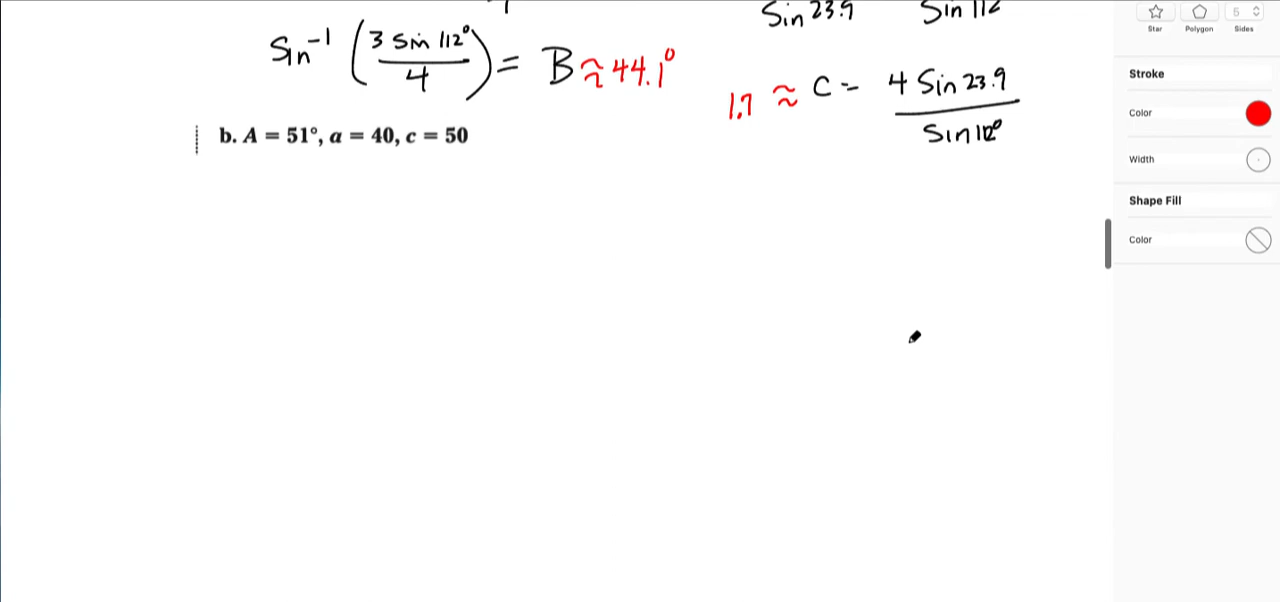 Sin 23.9 Sin 112
Sin⁻¹ (3 Sin 112° / 4) = B ≈ 44.1°
1.7 ≈ C = 4 Sin 23.9 / Sin 112°
b. A = 51°, a = 40, c = 50
Star Polygon Sides
5
Stroke
Color
Width
Shape Fill
Color